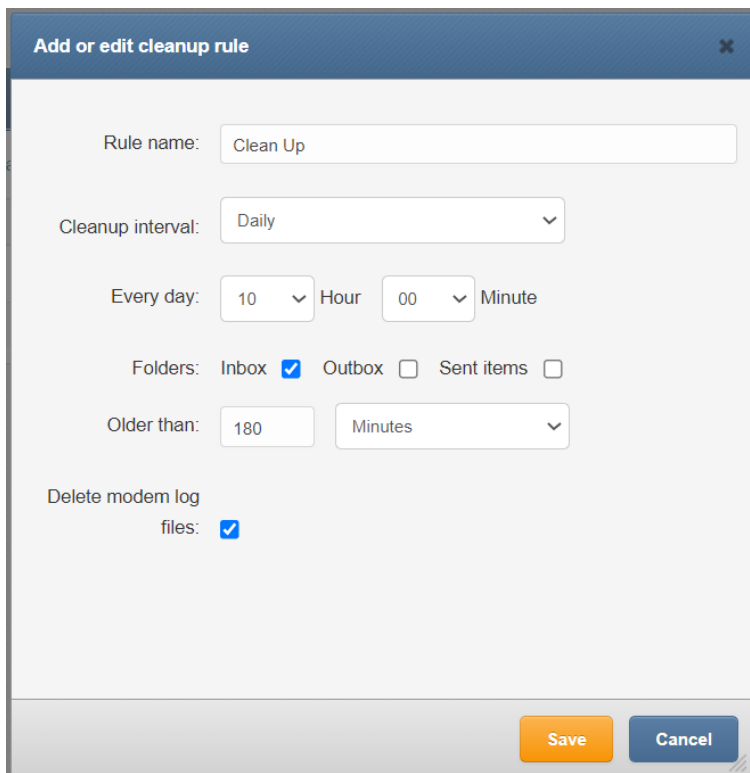 Add or edit cleanup rule
Rule name: Clean Up
Cleanup interval: Daily
Every day: 10 Hour 00 Minute
Folders: Inbox Outbox Sent items
Older than: 180 Minutes
Delete modem log
files:
Save Cancel